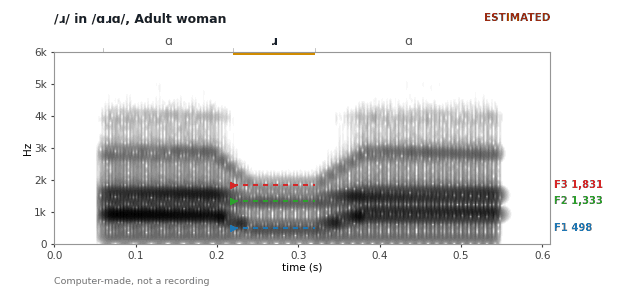 /ɹ/ in /ɑɹɑ/, Adult woman
ESTIMATED
ɑ ɹ ɑ
6k
5k
4k
3k
2k
1k
0
Hz
F3 1,831
F2 1,333
F1 498
0.0 0.1 0.2 0.3 0.4 0.5 0.6
time (s)
Computer-made, not a recording